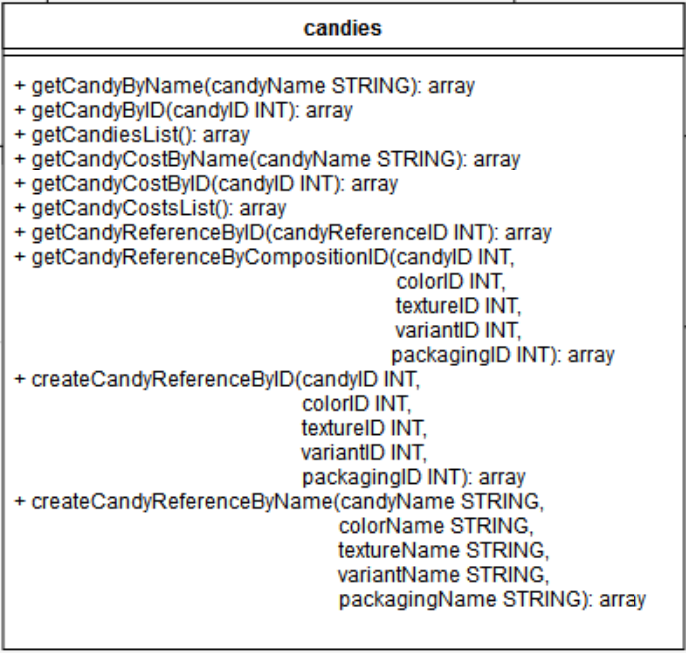 candies
+ getCandyByName(candyName STRING): array
+ getCandyByID(candyID INT): array
+ getCandiesList(): array
+ getCandyCostByName(candyName STRING): array
+ getCandyCostByID(candyID INT): array
+ getCandyCostsList(): array
+ getCandyReferenceByID(candyReferenceID INT): array
+ getCandyReferenceByCompositionID(candyID INT,
colorID INT,
textureID INT,
variantID INT,
packagingID INT): array
+ createCandyReferenceByID(candyID INT,
colorID INT,
textureID INT,
variantID INT,
packagingID INT): array
+ createCandyReferenceByName(candyName STRING,
colorName STRING,
textureName STRING,
variantName STRING,
packagingName STRING): array